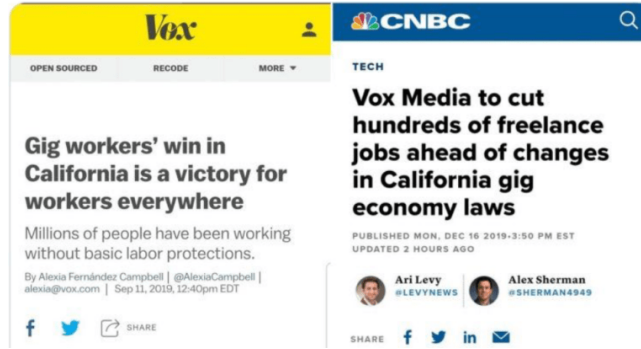 Vox
OPEN SOURCED RECODE MORE
Gig workers' win in
California is a victory for
workers everywhere
Millions of people have been working
without basic labor protections.
By Alexia Fernández Campbell | @AlexiaCampbell |
alexia@vox.com | Sep 11, 2019, 12:40pm EDT
SHARE
CNBC
TECH
Vox Media to cut
hundreds of freelance
jobs ahead of changes
in California gig
economy laws
PUBLISHED MON, DEC 16 2019•3:50 PM EST
UPDATED 2 HOURS AGO
Ari Levy
@LEVYNEWS
Alex Sherman
@SHERMAN4949
SHARE